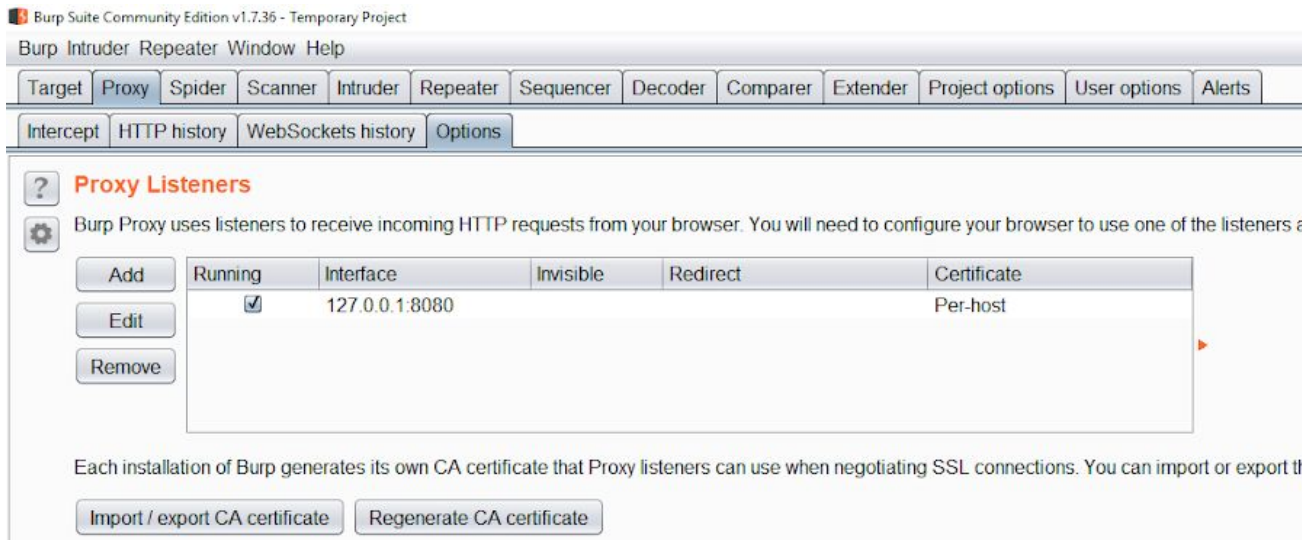 Burp Suite Community Edition v1.7.36 - Temporary Project
Burp Intruder Repeater Window Help
Target Proxy Spider Scanner Intruder Repeater Sequencer Decoder Comparer Extender Project options User options Alerts
Intercept HTTP history WebSockets history Options
? Proxy Listeners
Burp Proxy uses listeners to receive incoming HTTP requests from your browser. You will need to configure your browser to use one of the listeners
Add Running Interface Invisible Redirect Certificate
127.0.0.1:8080 Per-host
Edit
Remove
Each installation of Burp generates its own CA certificate that Proxy listeners can use when negotiating SSL connections. You can import or export
Import / export CA certificate Regenerate CA certificate